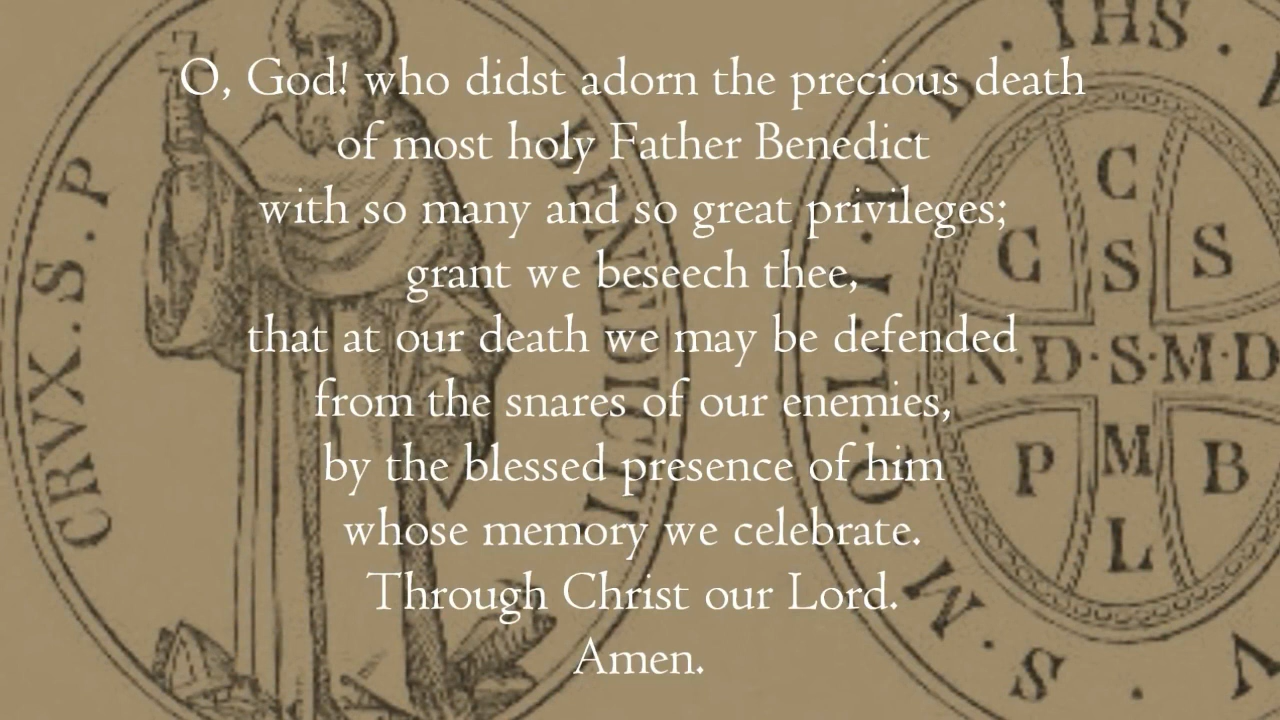 O, God! who didst adorn the precious death
of most holy Father Benedict
with so many and so great privileges;
grant we beseech thee,
that at our death we may be defended
from the snares of our enemies,
by the blessed presence of him
whose memory we celebrate.
Through Christ our Lord.
Amen.
CRVX.S.P
BENEDICTI
IHS.V
C
C S S
N·D·S·M·D
P M B
L
S·M·Q·L·I·V·B
V